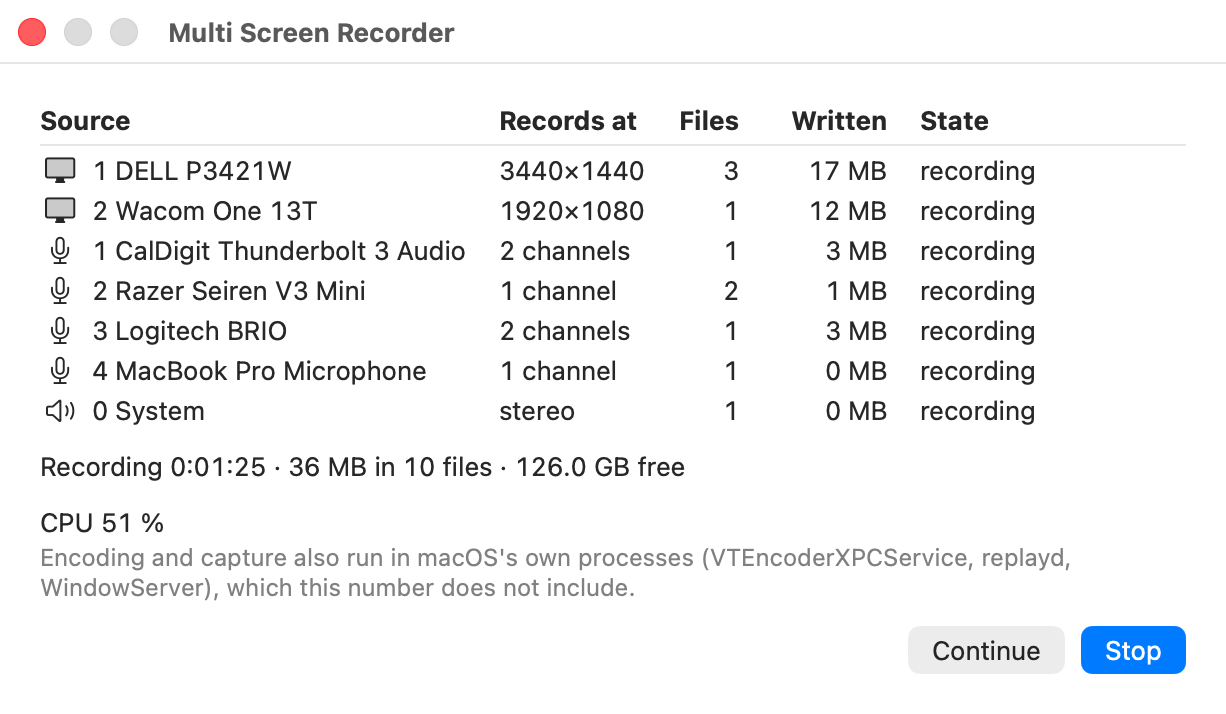 Multi Screen Recorder
Source Records at Files Written State
1 DELL P3421W 3440×1440 3 17 MB recording
2 Wacom One 13T 1920×1080 1 12 MB recording
1 CalDigit Thunderbolt 3 Audio 2 channels 1 3 MB recording
2 Razer Seiren V3 Mini 1 channel 2 1 MB recording
3 Logitech BRIO 2 channels 1 3 MB recording
4 MacBook Pro Microphone 1 channel 1 0 MB recording
0 System stereo 1 0 MB recording
Recording 0:01:25 · 36 MB in 10 files · 126.0 GB free
CPU 51 %
Encoding and capture also run in macOS's own processes (VTEncoderXPCService, replayd,
WindowServer), which this number does not include.
Continue Stop